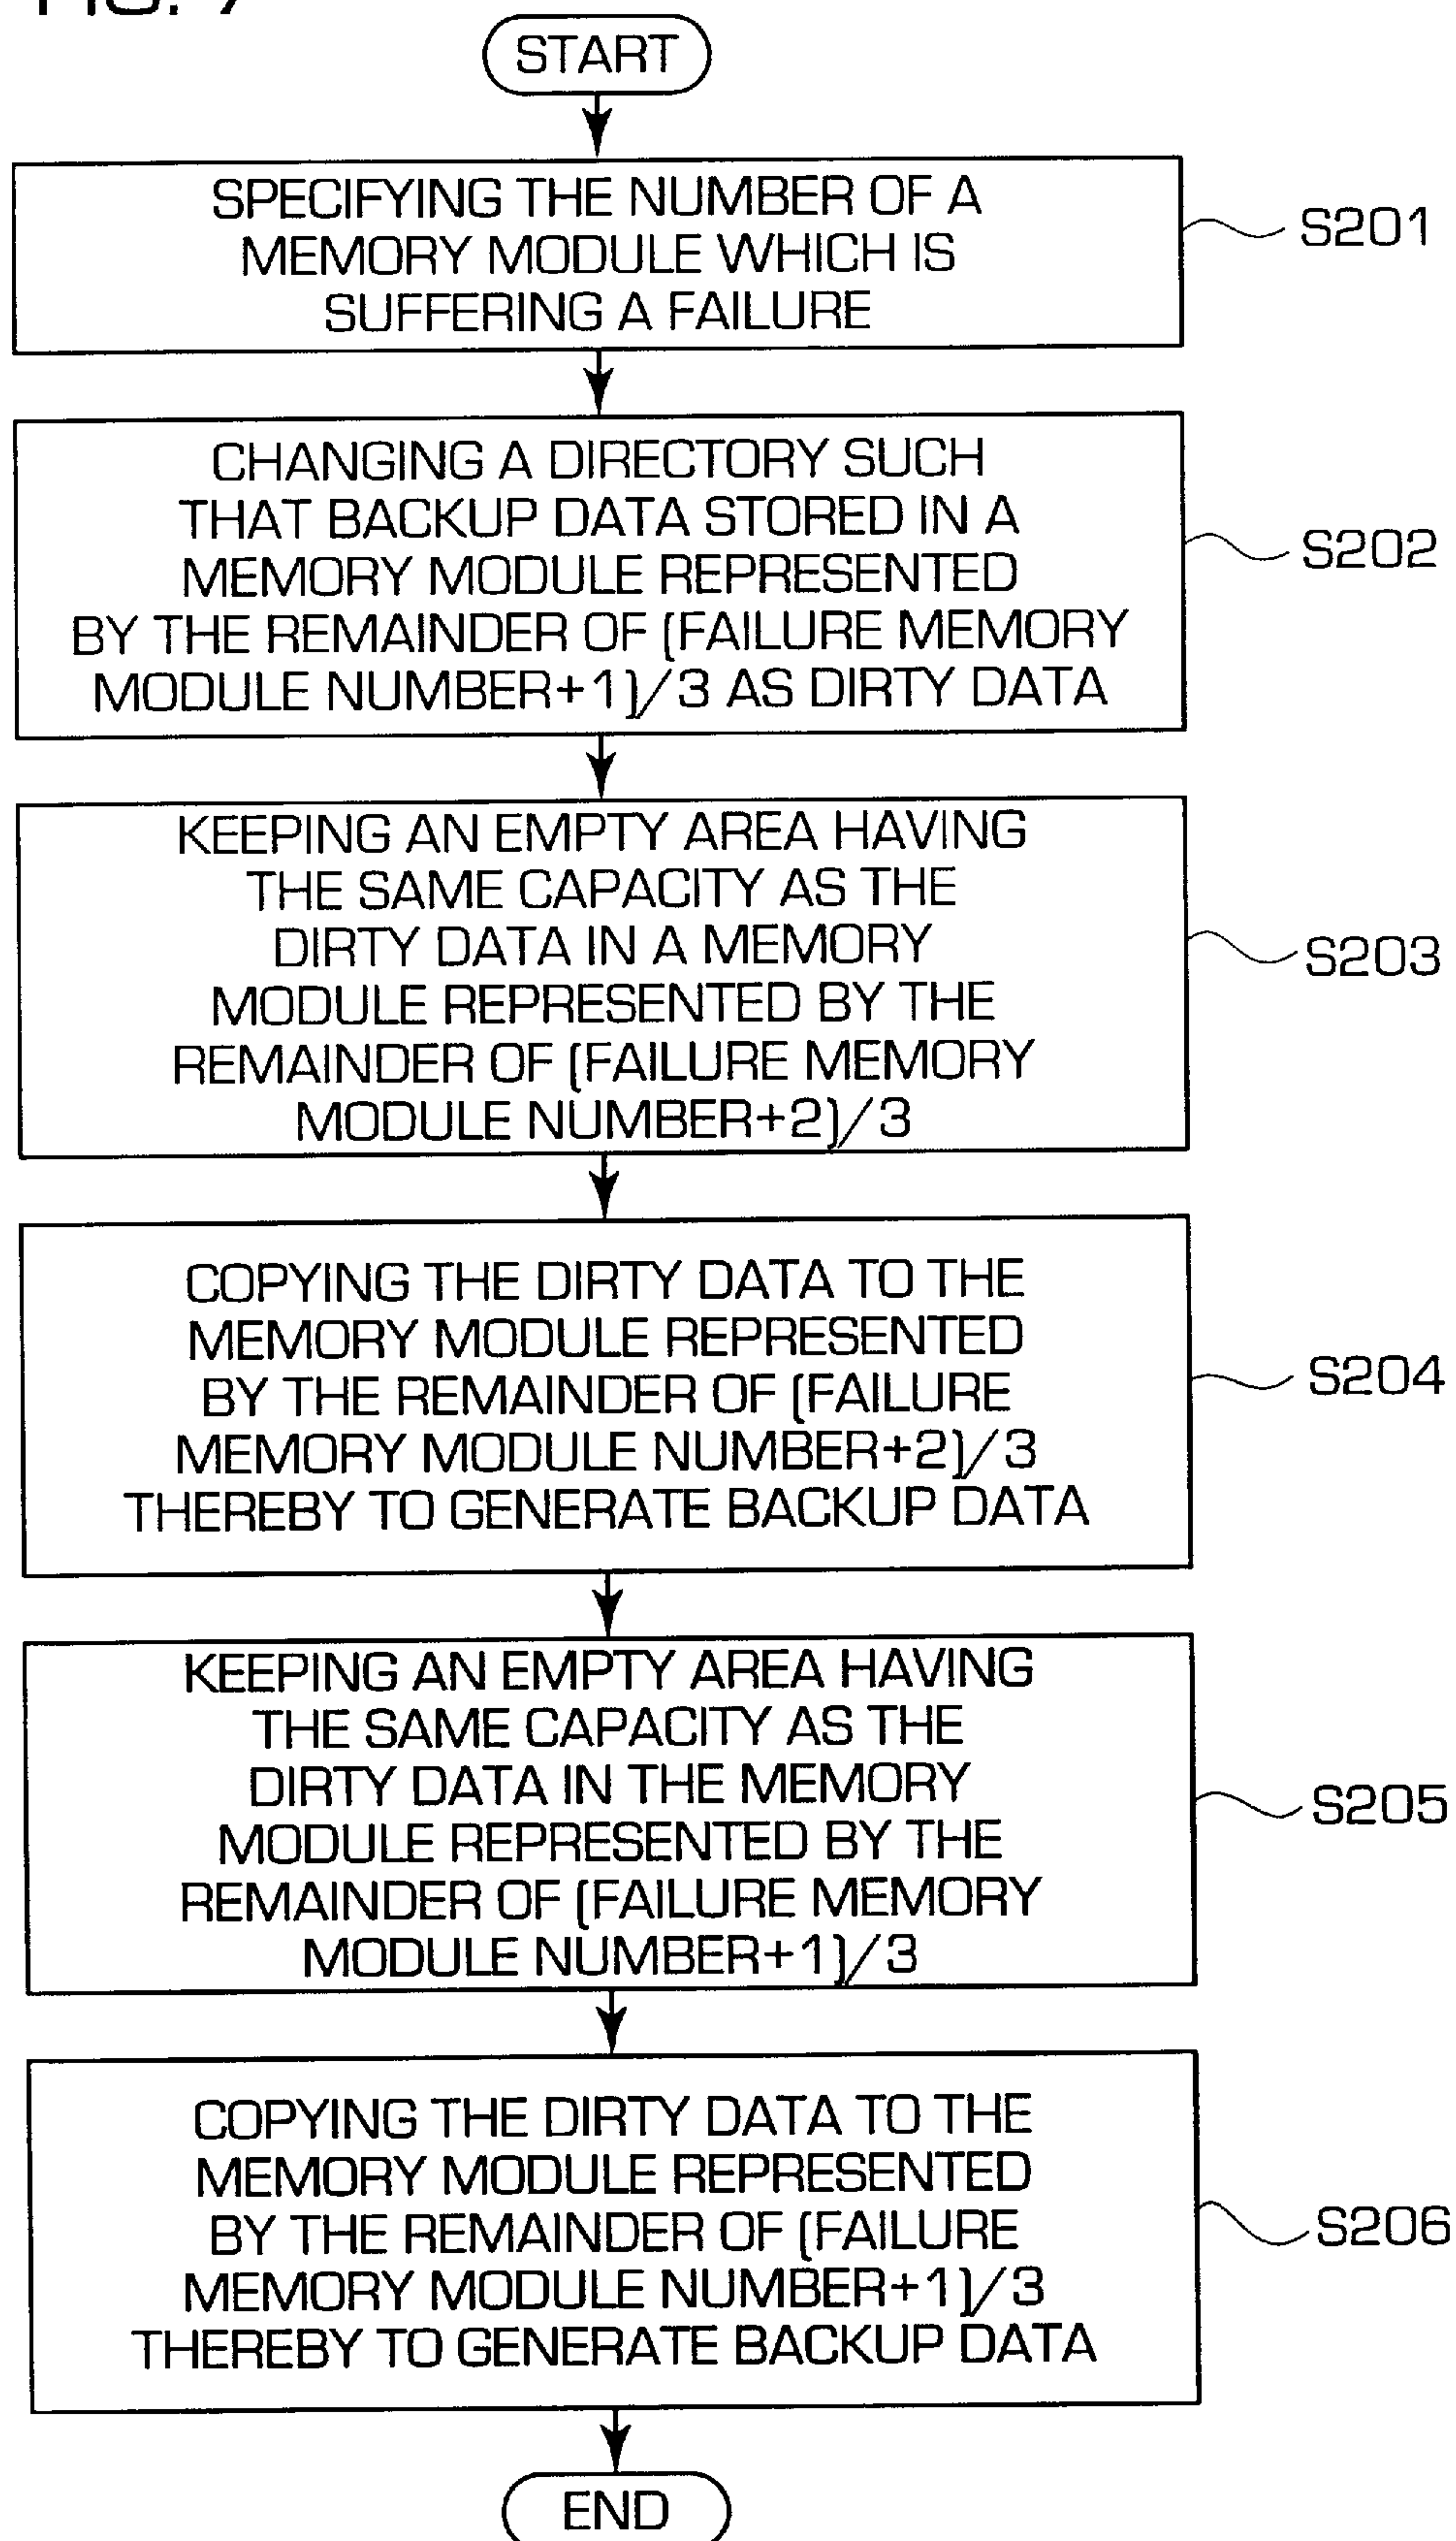 FIG. 7
START
SPECIFYING THE NUMBER OF A
MEMORY MODULE WHICH IS
SUFFERING A FAILURE
S201
CHANGING A DIRECTORY SUCH
THAT BACKUP DATA STORED IN A
MEMORY MODULE REPRESENTED
BY THE REMAINDER OF (FAILURE MEMORY
MODULE NUMBER+1)/3 AS DIRTY DATA
S202
KEEPING AN EMPTY AREA HAVING
THE SAME CAPACITY AS THE
DIRTY DATA IN A MEMORY
MODULE REPRESENTED BY THE
REMAINDER OF (FAILURE MEMORY
MODULE NUMBER+2)/3
S203
COPYING THE DIRTY DATA TO THE
MEMORY MODULE REPRESENTED
BY THE REMAINDER OF (FAILURE
MEMORY MODULE NUMBER+2)/3
THEREBY TO GENERATE BACKUP DATA
S204
KEEPING AN EMPTY AREA HAVING
THE SAME CAPACITY AS THE
DIRTY DATA IN THE MEMORY
MODULE REPRESENTED BY THE
REMAINDER OF (FAILURE MEMORY
MODULE NUMBER+1)/3
S205
COPYING THE DIRTY DATA TO THE
MEMORY MODULE REPRESENTED
BY THE REMAINDER OF (FAILURE
MEMORY MODULE NUMBER+1)/3
THEREBY TO GENERATE BACKUP DATA
S206
END